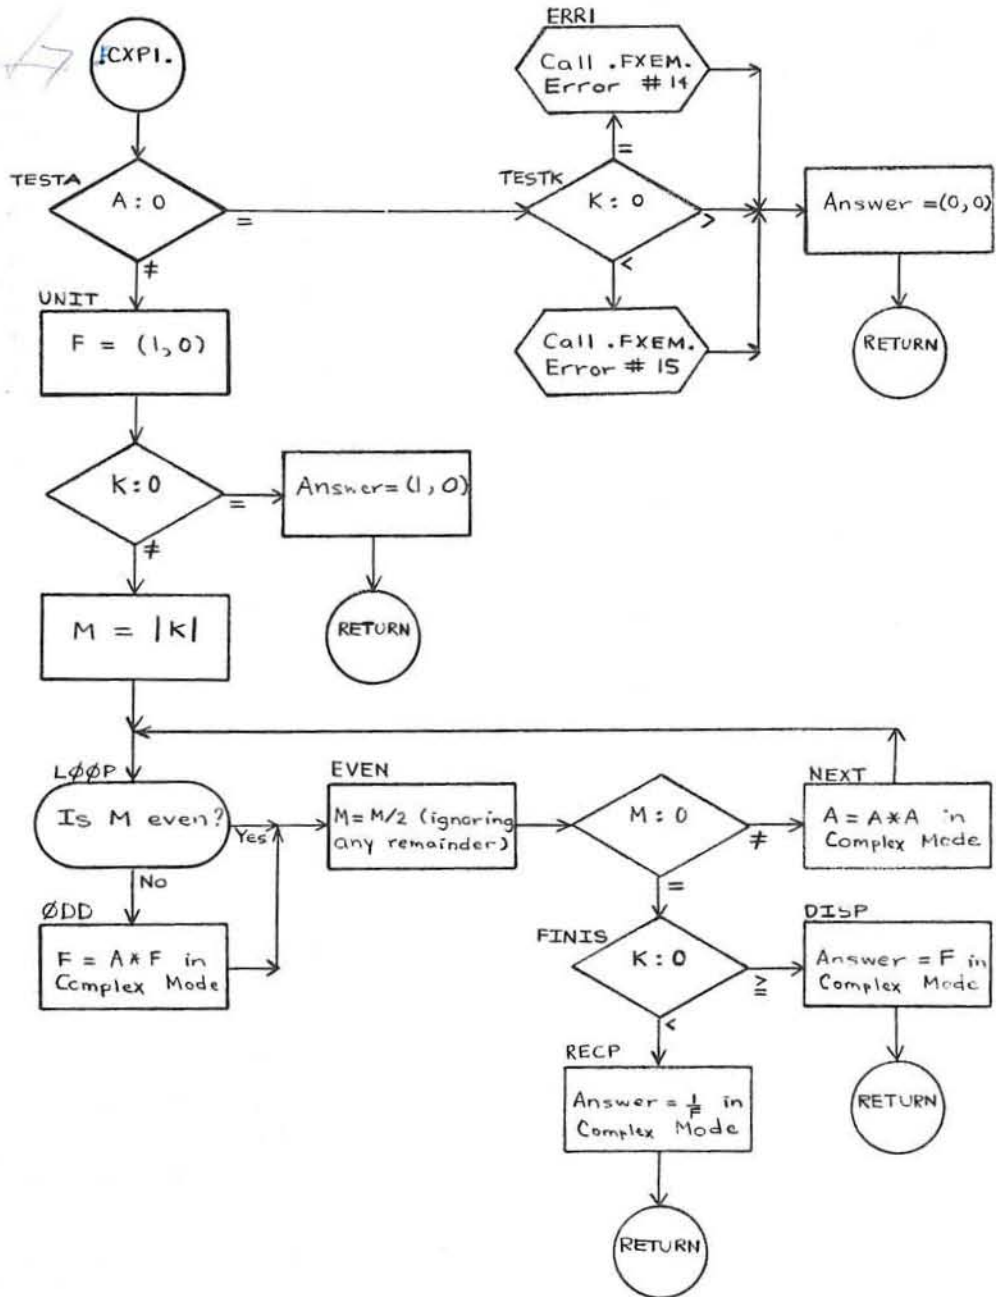 .CXPI.
TESTA
A : 0
=
≠
UNIT
F = (1,0)
K:0
=
≠
Answer=(1,0)
RETURN
M = |K|
LØØP
Is M even?
Yes
No
ØDD
F = A * F in
Complex Mode
EVEN
M=M/2 (ignoring
any remainder)
M:0
≠
=
NEXT
A = A*A in
Complex Mode
FINIS
K:0
≧
<
DISP
Answer = F in
Complex Mode
RETURN
RECP
Answer = 1/F in
Complex Mode
RETURN
ERR1
Call .FXEM.
Error # 14
=
TESTK
K:0
>
<
Call .FXEM.
Error # 15
Answer =(0,0)
RETURN